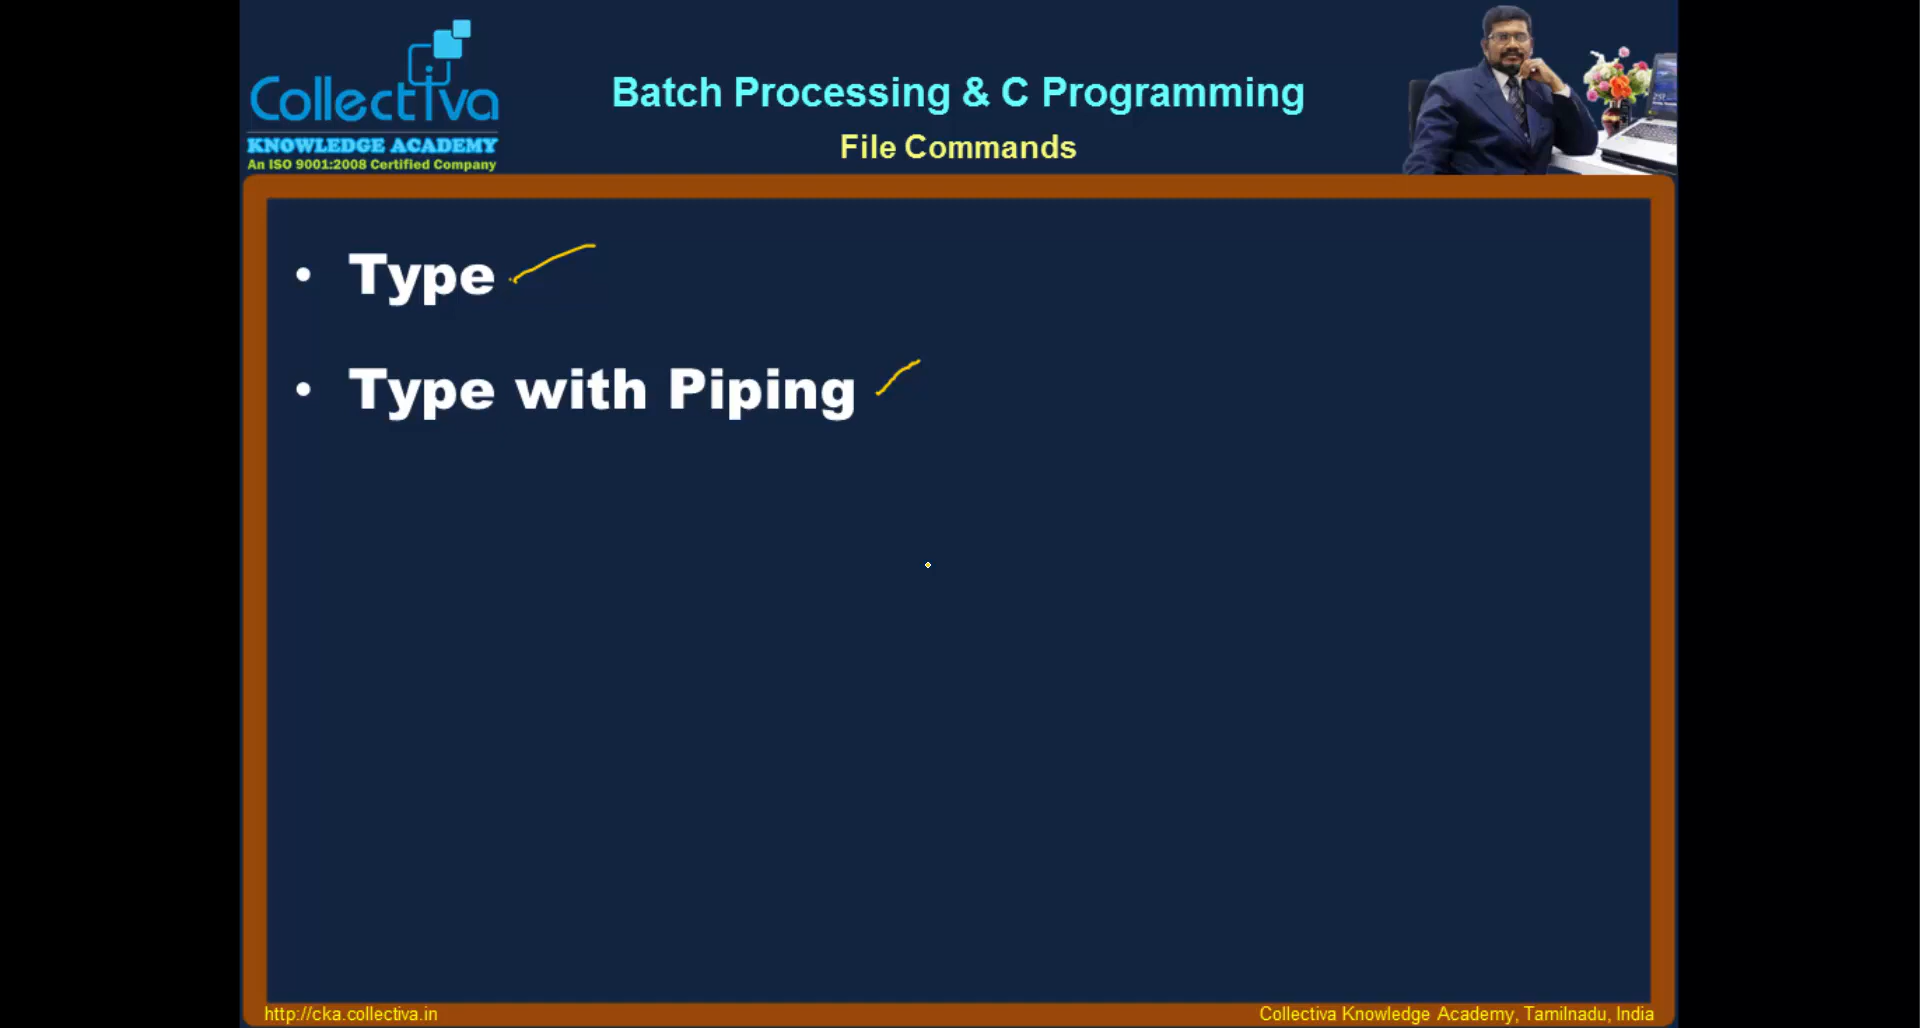 Collectiva
KNOWLEDGE ACADEMY
An ISO 9001:2008 Certified Company
Batch Processing & C Programming
File Commands
• Type
• Type with Piping
http://cka.collectiva.in
Collectiva Knowledge Academy, Tamilnadu, India